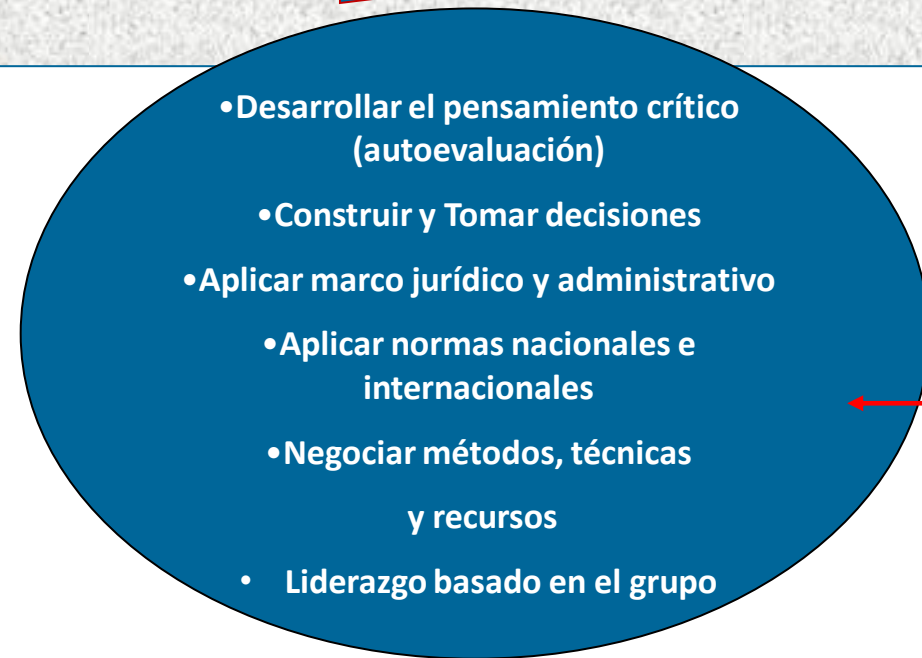 •Desarrollar el pensamiento crítico
(autoevaluación)
•Construir y Tomar decisiones
•Aplicar marco jurídico y administrativo
•Aplicar normas nacionales e
internacionales
•Negociar métodos, técnicas
y recursos
• Liderazgo basado en el grupo